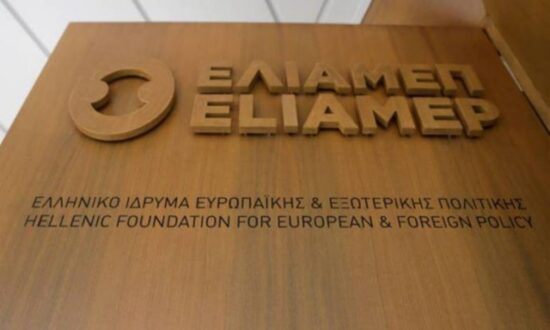 ΕΛΙΑΜΕΠ
ELIAMEP
ΕΛΛΗΝΙΚΟ ΙΔΡΥΜΑ ΕΥΡΩΠΑΪΚΗΣ & ΕΞΩΤΕΡΙΚΗΣ ΠΟΛΙΤΙΚΗΣ
HELLENIC FOUNDATION FOR EUROPEAN & FOREIGN POLICY